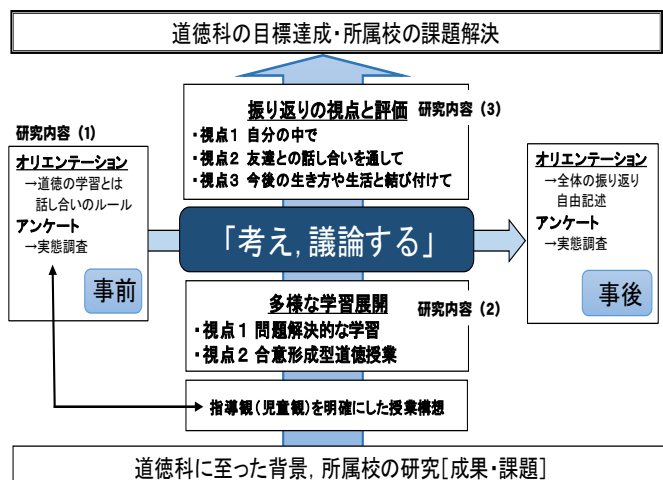 道徳科の目標達成・所属校の課題解決
振り返りの視点と評価 研究内容(3)
・視点1 自分の中で
・視点2 友達との話し合いを通して
・視点3 今後の生き方や生活と結び付けて
研究内容(1)
オリエンテーション
→道徳の学習とは
話し合いのルール
アンケート
→実態調査
事前
「考え,議論する」
オリエンテーション
→全体の振り返り
自由記述
アンケート
→実態調査
事後
多様な学習展開 研究内容(2)
・視点1 問題解決的な学習
・視点2 合意形成型道徳授業
指導観(児童観)を明確にした授業構想
道徳科に至った背景,所属校の研究[成果・課題]